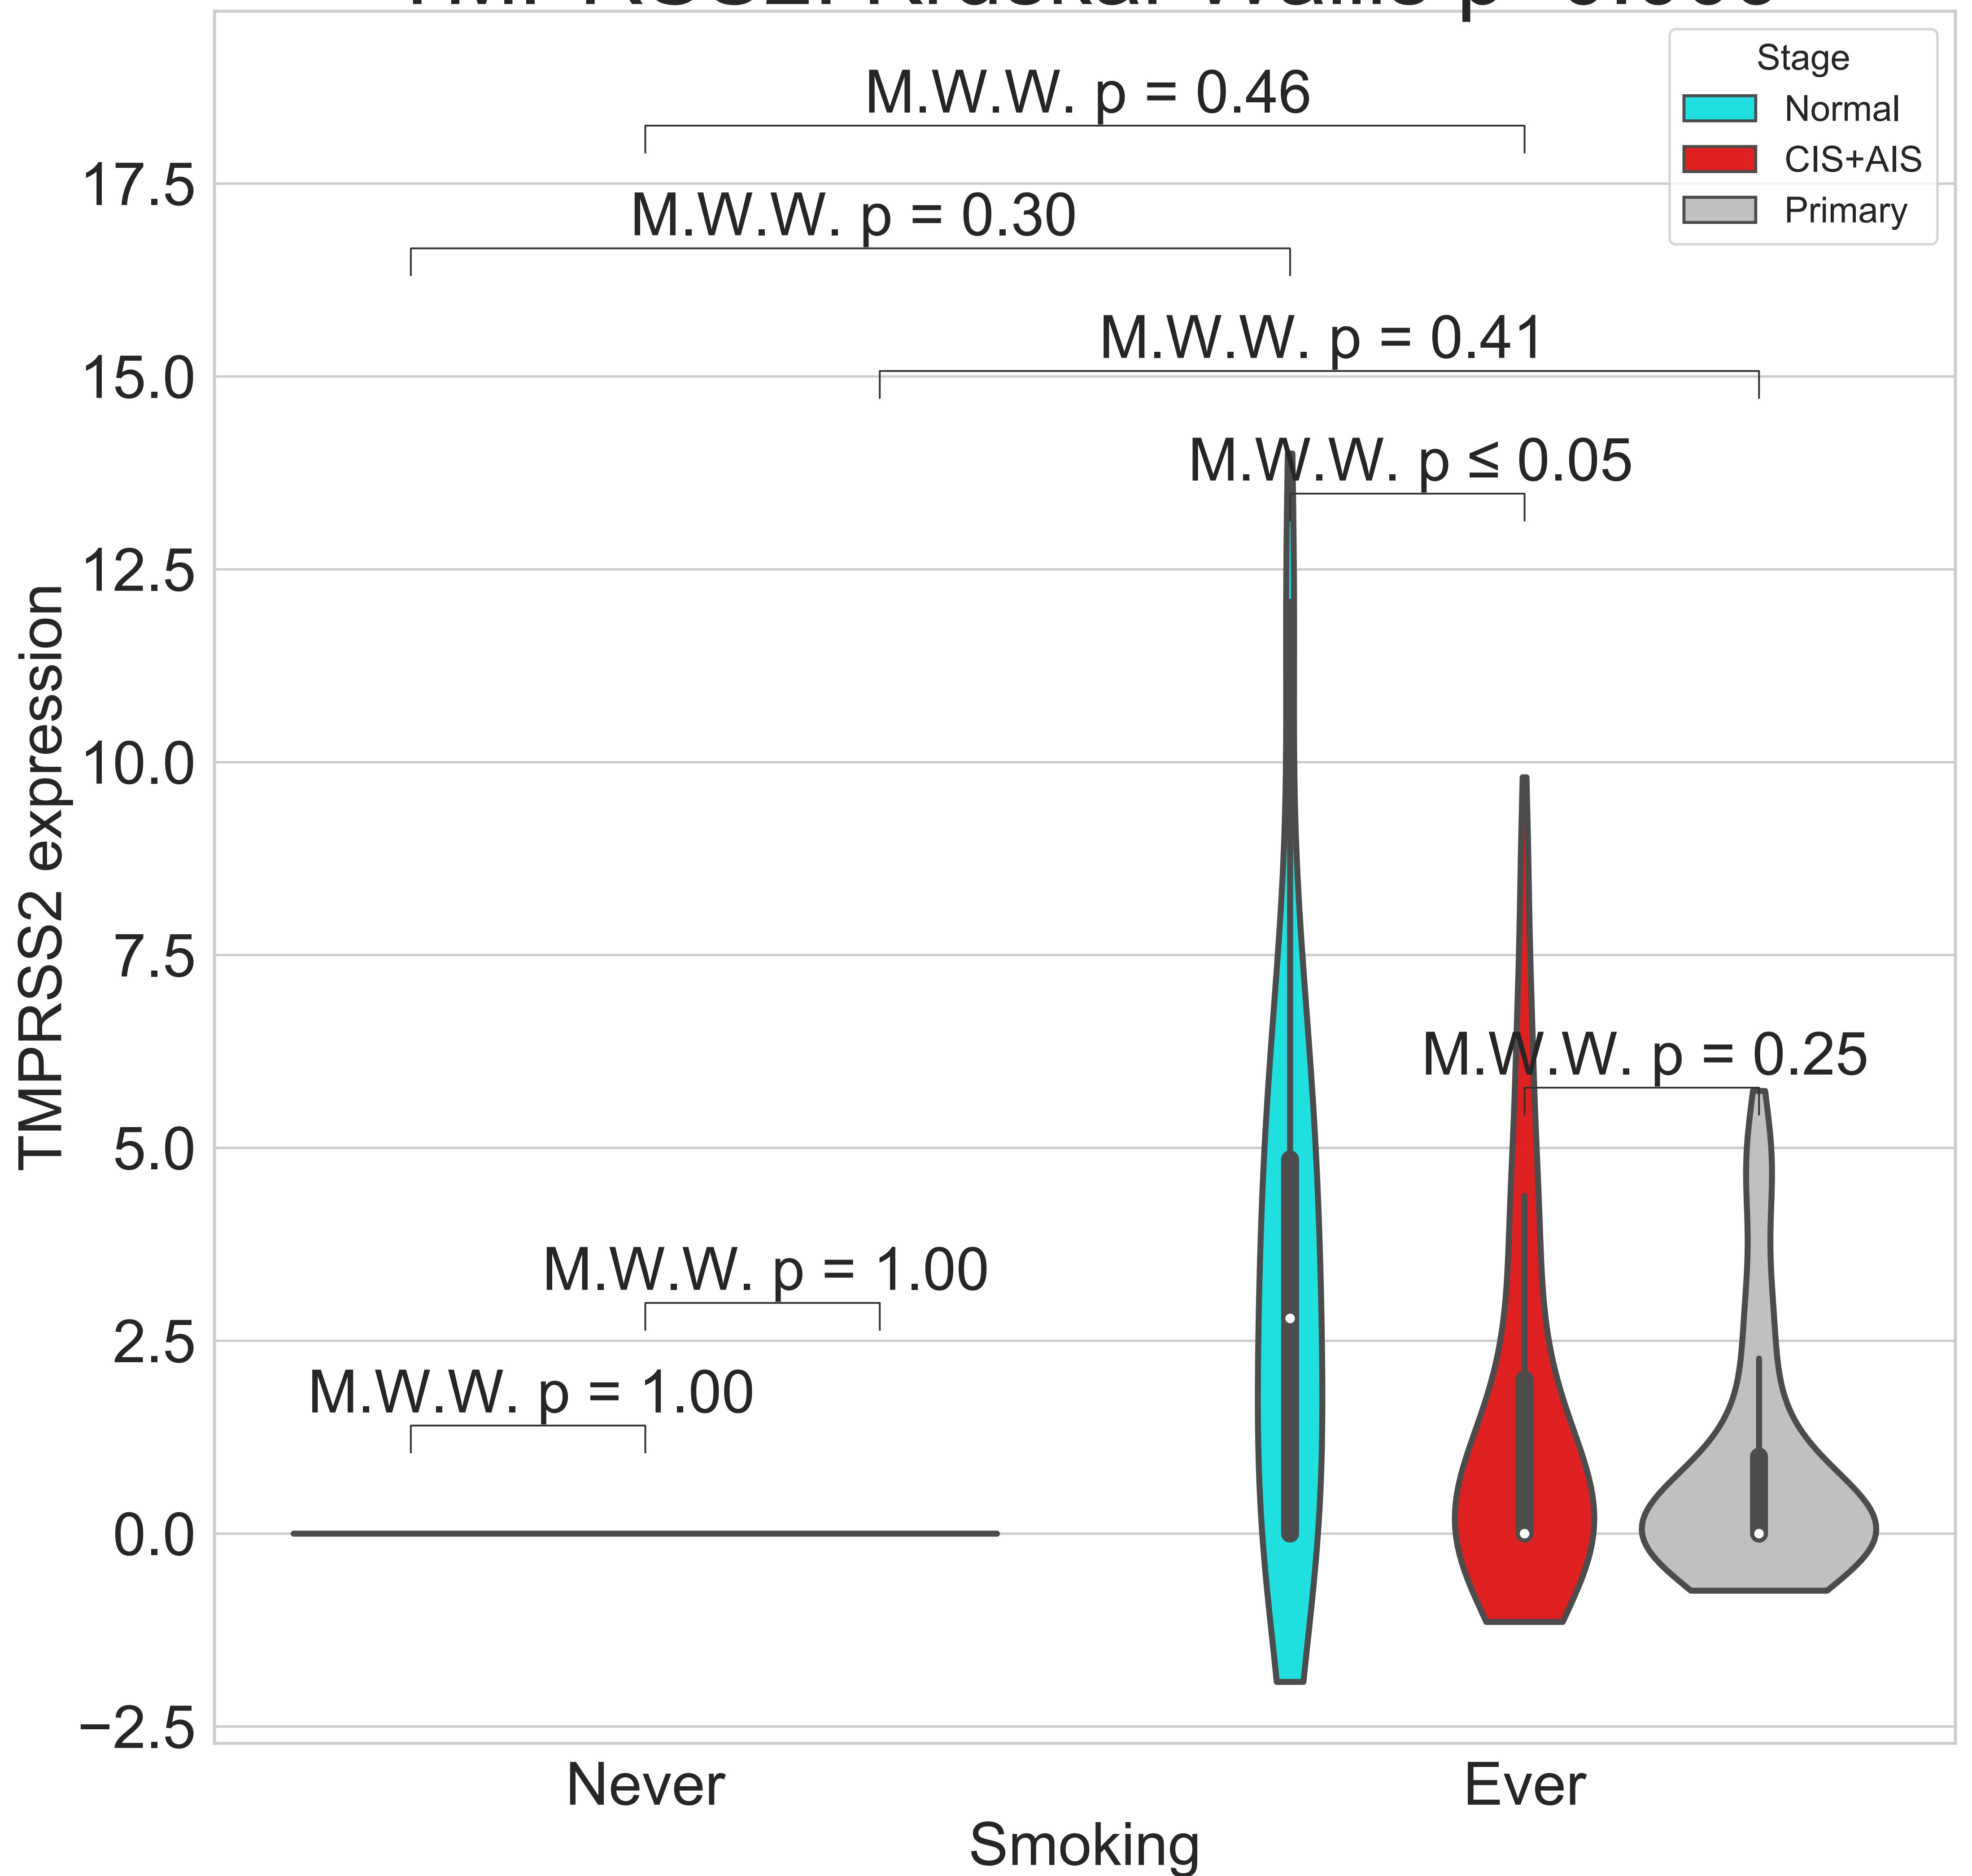 Stage
Normal
CIS+AIS
Primary
M.W.W. p = 0.46
M.W.W. p = 0.30
M.W.W. p = 0.41
M.W.W. p ≤ 0.05
M.W.W. p = 0.25
M.W.W. p = 1.00
M.W.W. p = 1.00
17.5
15.0
12.5
10.0
7.5
5.0
2.5
0.0
−2.5
TMPRSS2 expression
Never
Ever
Smoking